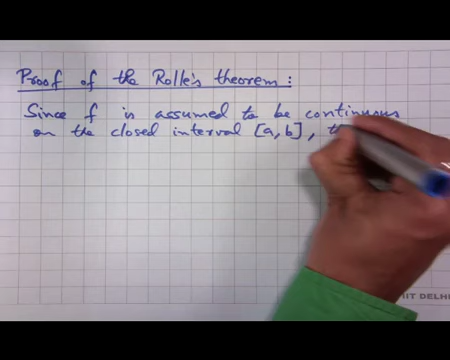 Proof of the Rolle's theorem :
Since f is assumed to be continuous
on the closed interval [a, b],
IIT DELHI